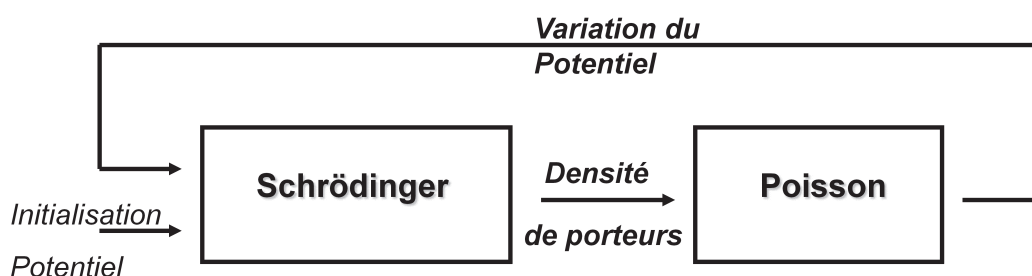 Variation du
Potentiel
Schrödinger
Densité
de porteurs
Poisson
Initialisation
Potentiel